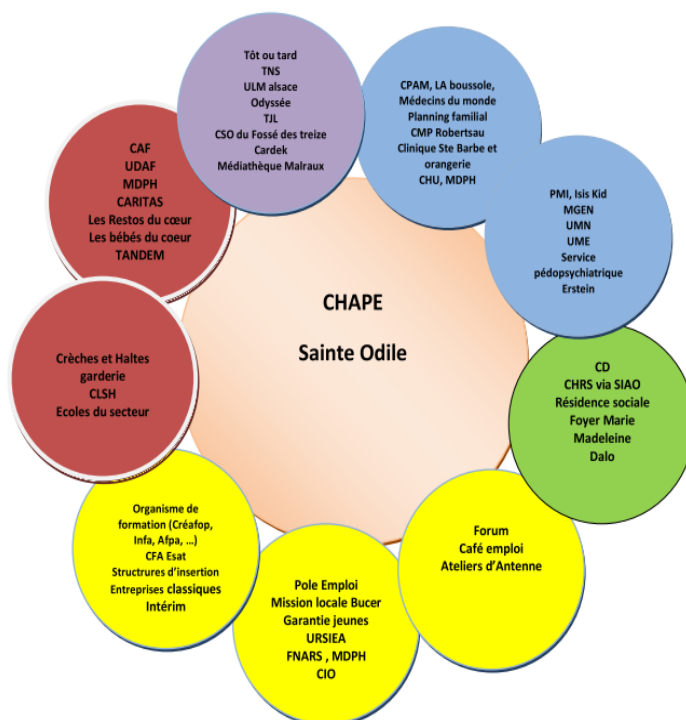 Tôt ou tard
TNS
ULM alsace
Odyssée
TJL
CSO du Fossé des treize
Cardek
Médiathèque Malraux
CPAM, LA boussole,
Médecins du monde
Planning familial
CMP Robertsau
Clinique Ste Barbe et
orangerie
CHU, MDPH
PMI, Isis Kid
MGEN
UMN
UME
Service
pédopsychiatrique
Erstein
CD
CHRS via SIAO
Résidence sociale
Foyer Marie
Madeleine
Dalo
Forum
Café emploi
Ateliers d'Antenne
Pole Emploi
Mission locale Bucer
Garantie jeunes
URSIEA
FNARS , MDPH
CIO
Organisme de
formation (Créafop,
Infa, Afpa, ...)
CFA Esat
Structures d'insertion
Entreprises classiques
Intérim
Crèches et Haltes
garderie
CLSH
Ecoles du secteur
CAF
UDAF
MDPH
CARITAS
Les Restos du cœur
Les bébés du coeur
TANDEM
CHAPE
Sainte Odile